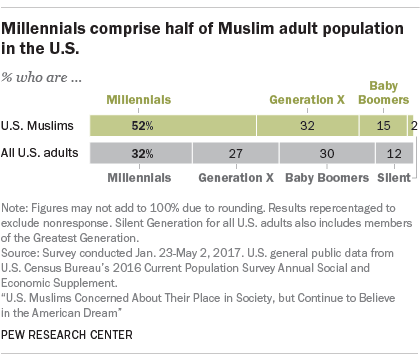 Millennials comprise half of Muslim adult population
in the U.S.
% who are ...
Baby
Millennials Generation X Boomers
U.S. Muslims 52% 32 15 2
All U.S. adults 32% 27 30 12
Millennials Generation X Baby Boomers Silent
Note: Figures may not add to 100% due to rounding. Results repercentaged to
exclude nonresponse. Silent Generation for all U.S. adults also includes members
of the Greatest Generation.
Source: Survey conducted Jan. 23-May 2, 2017. U.S. general public data from
U.S. Census Bureau's 2016 Current Population Survey Annual Social and
Economic Supplement.
"U.S. Muslims Concerned About Their Place in Society, but Continue to Believe
in the American Dream"
PEW RESEARCH CENTER